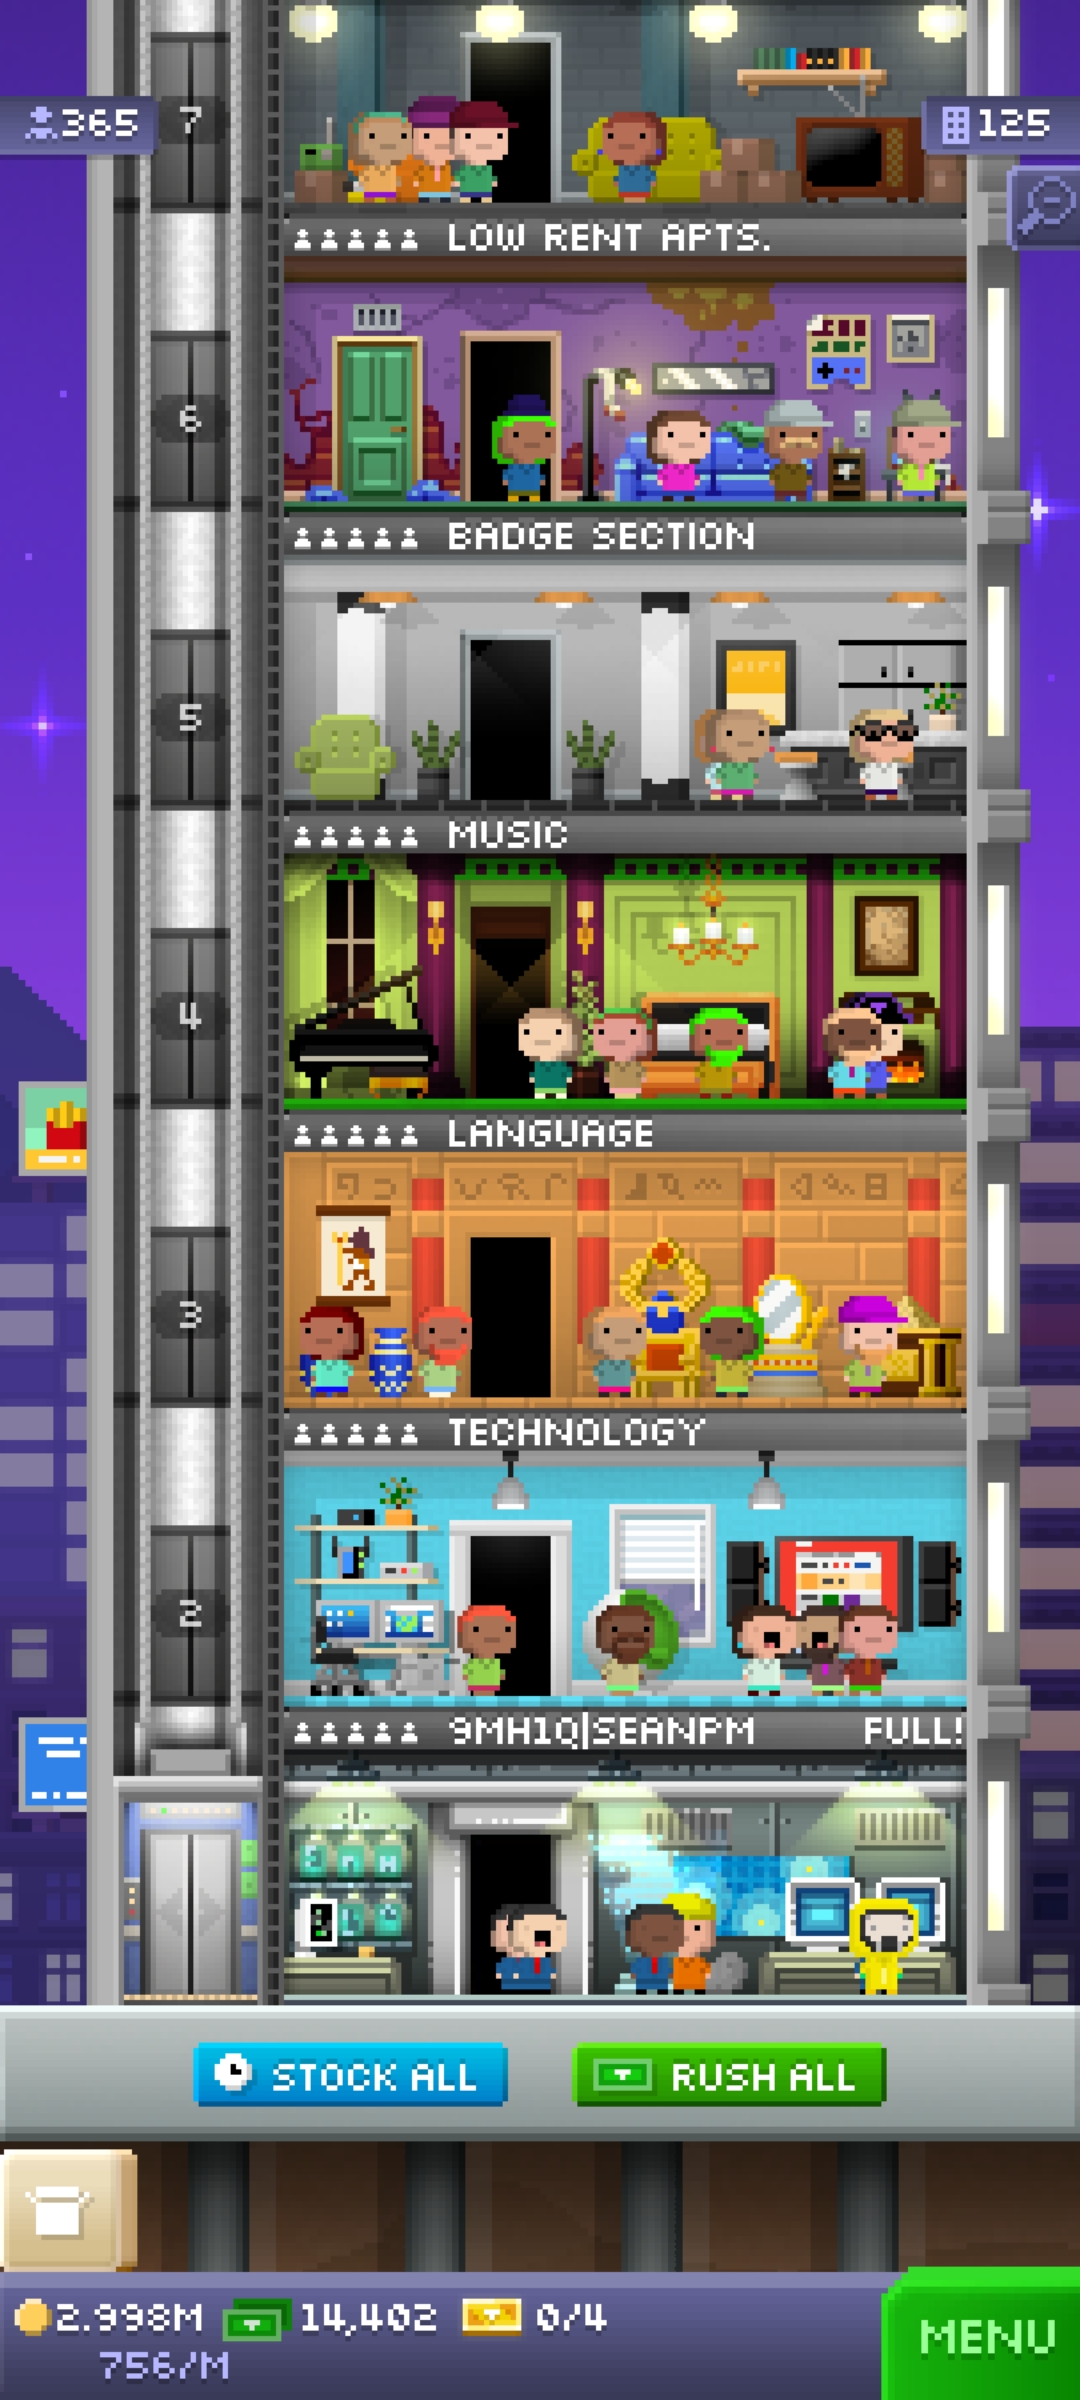 365
7
125
LOW RENT APTS.
6
BADGE SECTION
5
MUSIC
4
LANGUAGE
3
TECHNOLOGY
2
9MH1Q|SEANPM FULL!
STOCK ALL
RUSH ALL
2.998M 14,402 0/4
756/M
MENU